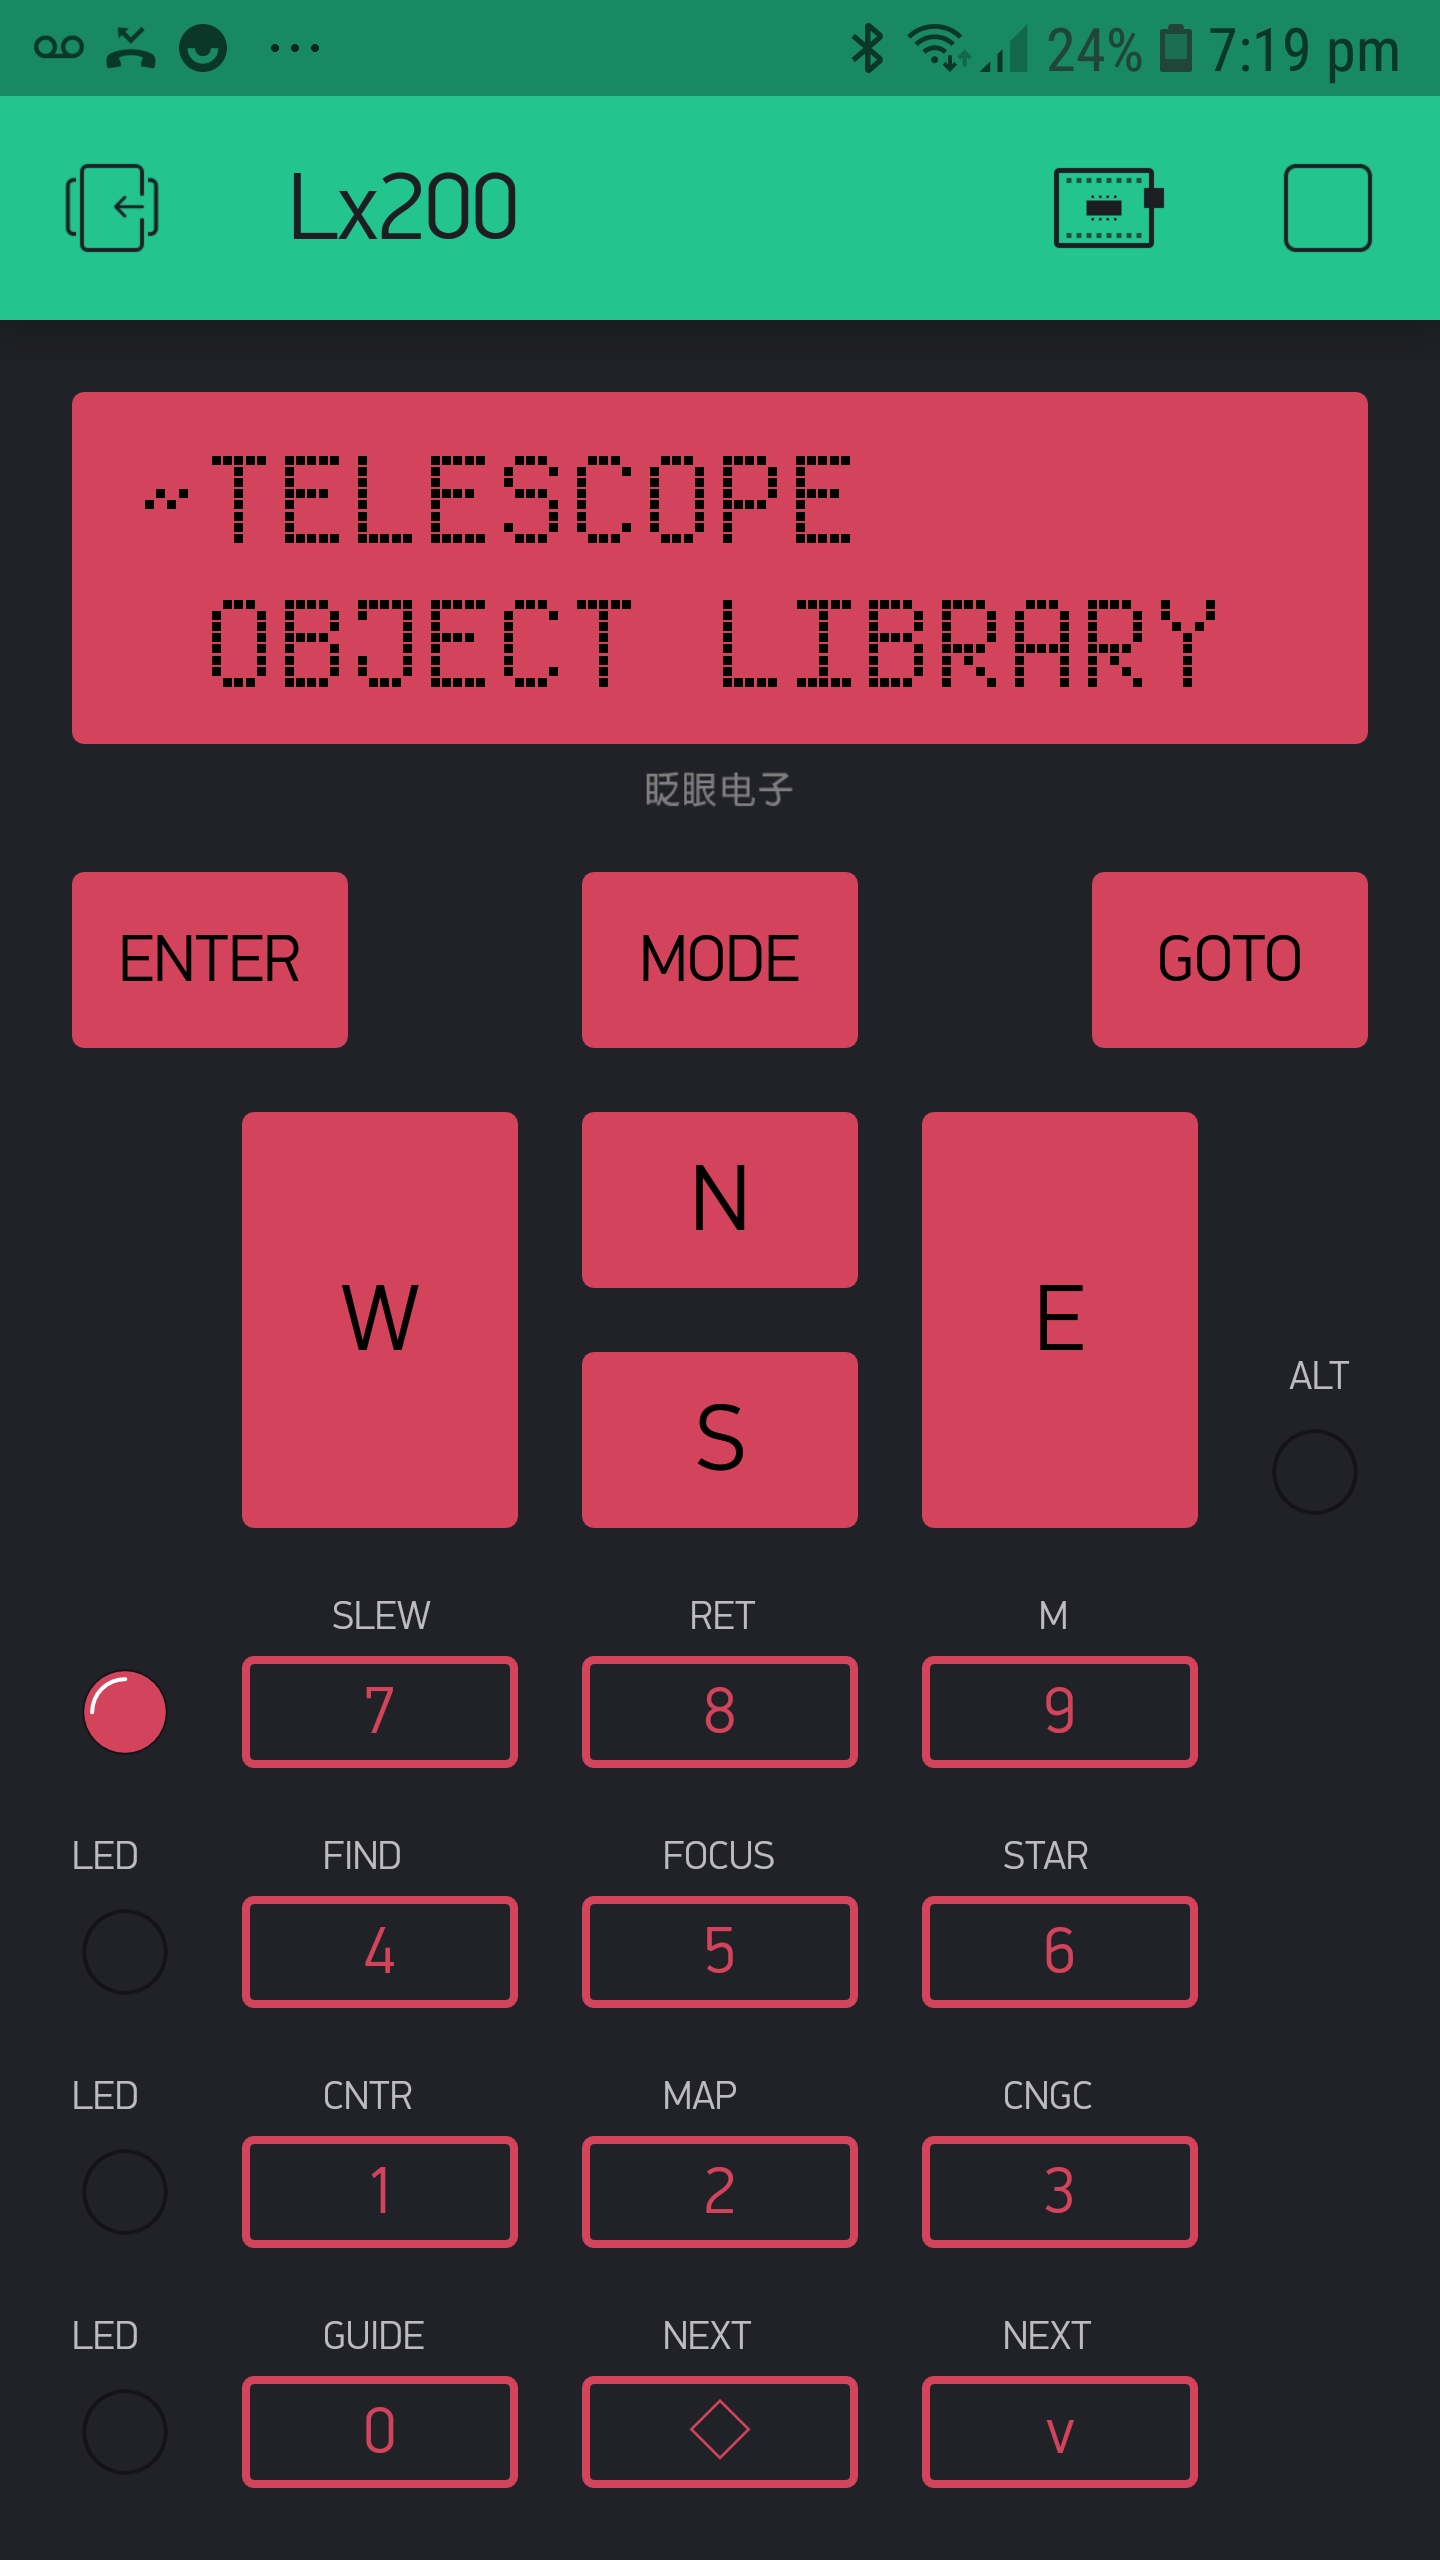 24% 7:19 pm
Lx200
~TELESCOPE
OBJECT LIBRARY
眨眼电子
ENTER MODE GOTO
N
W E
S
ALT
SLEW RET M
7 8 9
LED FIND FOCUS STAR
4 5 6
LED CNTR MAP CNGC
1 2 3
LED GUIDE NEXT NEXT
0 ◇ v